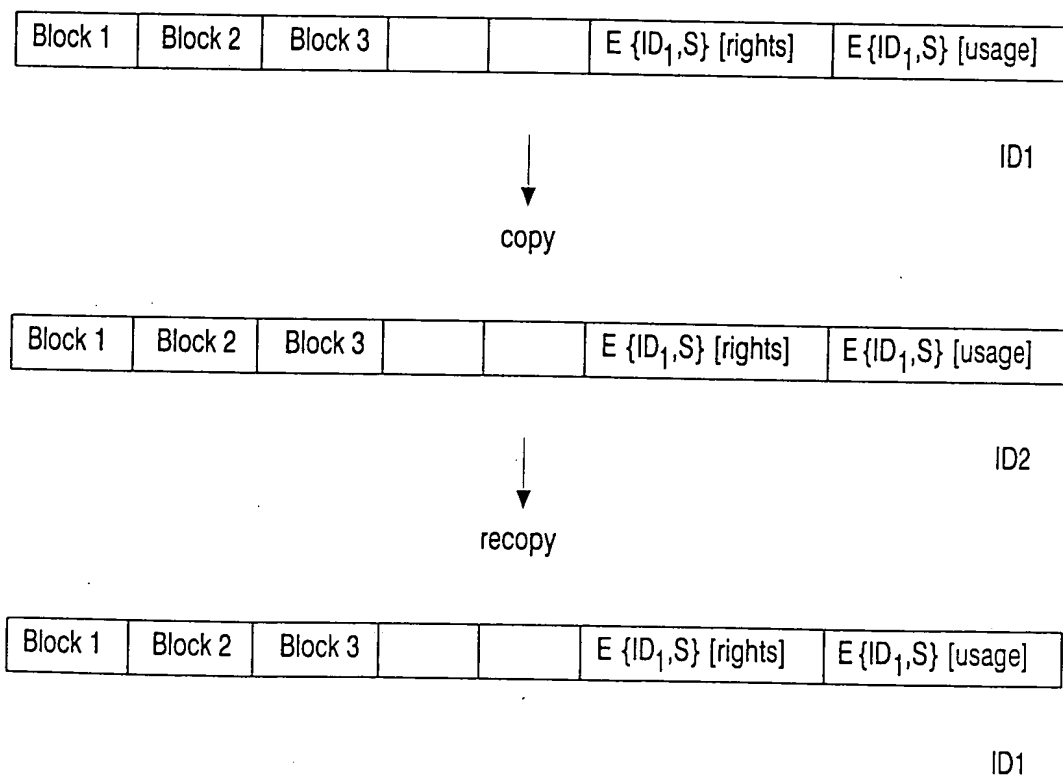 Block 1 Block 2 Block 3 E {ID₁,S} [rights] E {ID₁,S} [usage]
ID1
copy
Block 1 Block 2 Block 3 E {ID₁,S} [rights] E {ID₁,S} [usage]
ID2
recopy
Block 1 Block 2 Block 3 E {ID₁,S} [rights] E {ID₁,S} [usage]
ID1